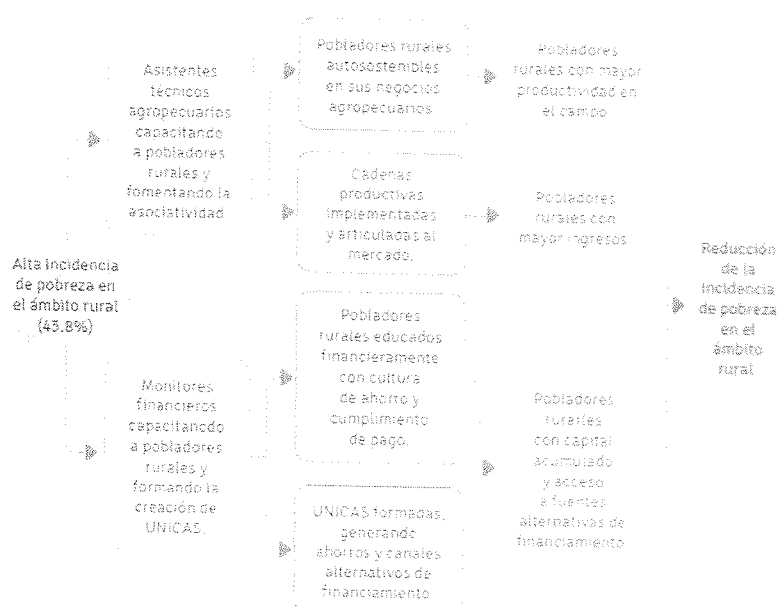 Alta Incidencia
de pobreza en
el ámbito rural
(43.8%)
Asistentes
técnicos
agropecuarios
capacitando
a pobladores
rurales y
fomentando la
asociatividad
Monitores
financieros
capacitancdo
a pobladores
rurales y
formando la
creación de
UNICAS.
Pobladores rurales
autosostenibles
en sus negocios
agropecuarios
Cadenas
productivas
implementadas
y articuladas al
mercado.
Pobladores
rurales educados
financieramente
con cultura
de ahorro y
cumplimiento
de pago.
UNICAS formadas,
generando
ahorros y canales
alternativos de
financiamiento
Pobladores
rurales con mayor
productividad en
el campo
Pobladores
rurales con
mayor ingresos
Pobladores
rurarles
con capital
acumulado
y acceso
a fuentes
alternativas de
financiamiento
Reducción
de la
incidencia
de pobreza
en el
ámbito
rural